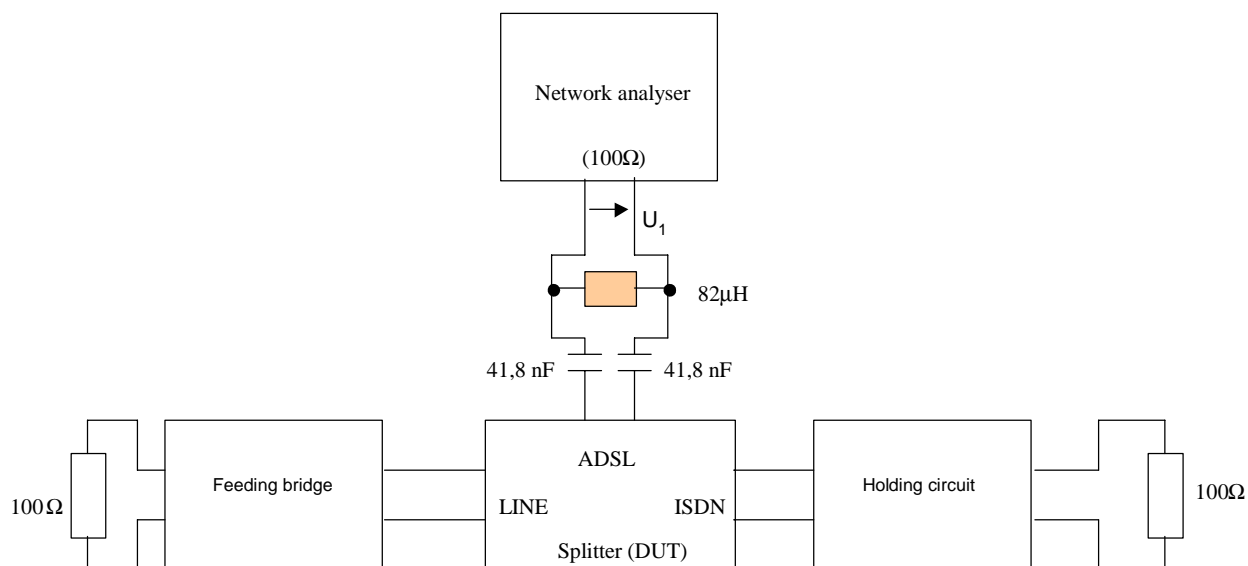 Network analyser
(100Ω)
U1
82µH
41,8 nF
41,8 nF
ADSL
Feeding bridge
Holding circuit
100Ω
LINE
ISDN
100Ω
Splitter (DUT)